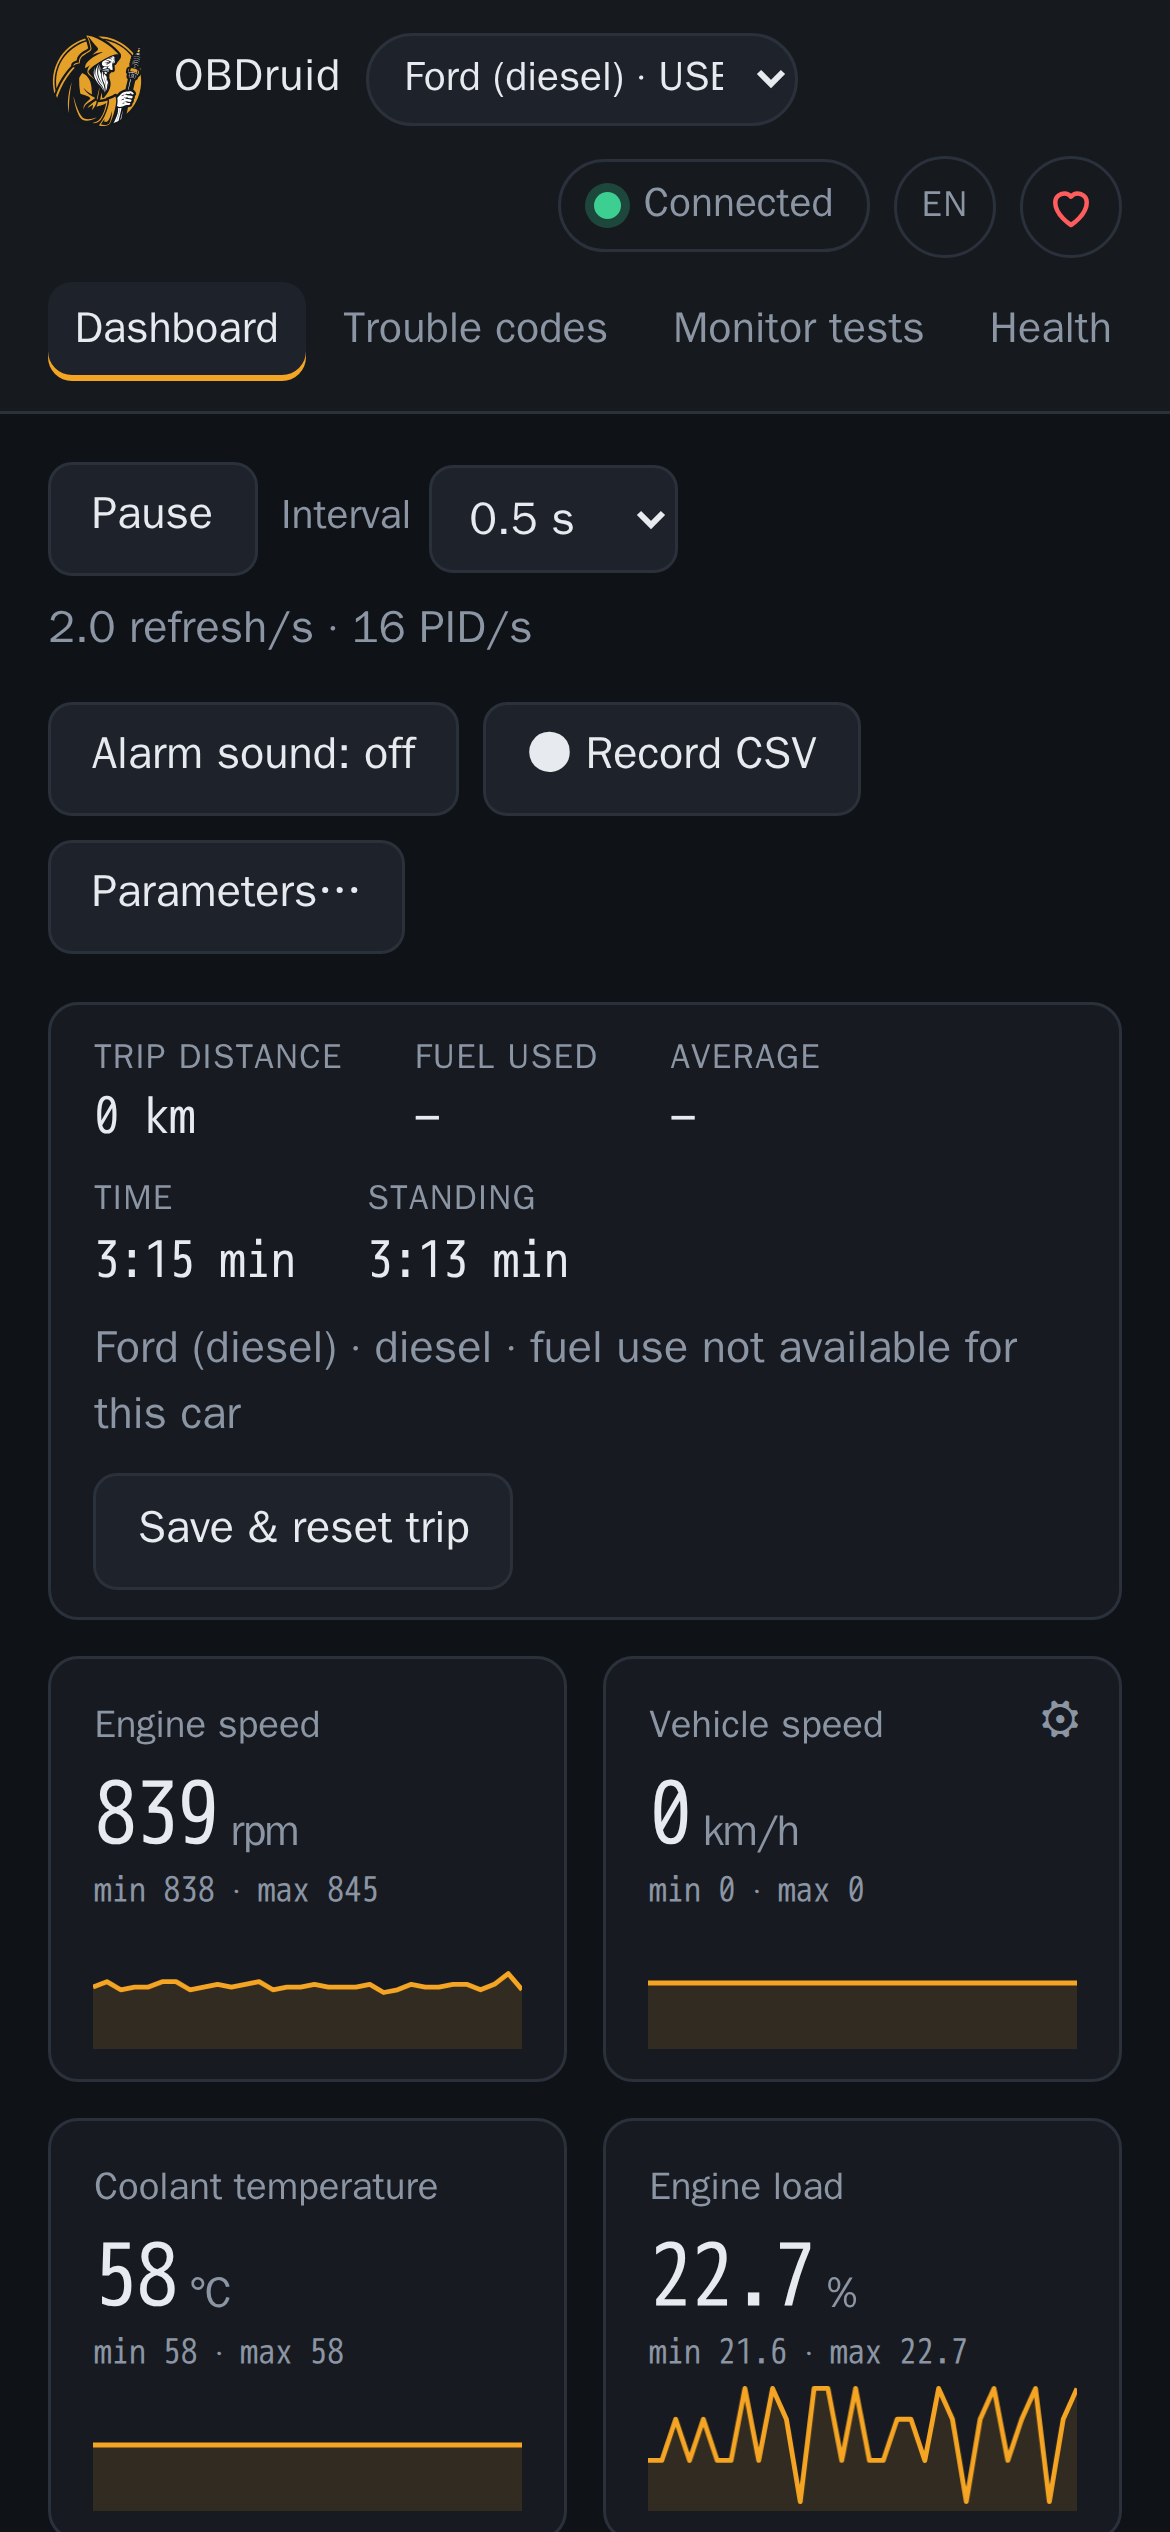 OBDruid
Ford (diesel) · USB
Connected
EN
Dashboard
Trouble codes
Monitor tests
Health
Pause
Interval
0.5 s
2.0 refresh/s · 16 PID/s
Alarm sound: off
Record CSV
Parameters⋯
TRIP DISTANCE
0 km
FUEL USED
–
AVERAGE
–
TIME
3:15 min
STANDING
3:13 min
Ford (diesel) · diesel · fuel use not available for
this car
Save & reset trip
Engine speed
839 rpm
min 838 · max 845
Vehicle speed
0 km/h
min 0 · max 0
Coolant temperature
58 °C
min 58 · max 58
Engine load
22.7 %
min 21.6 · max 22.7